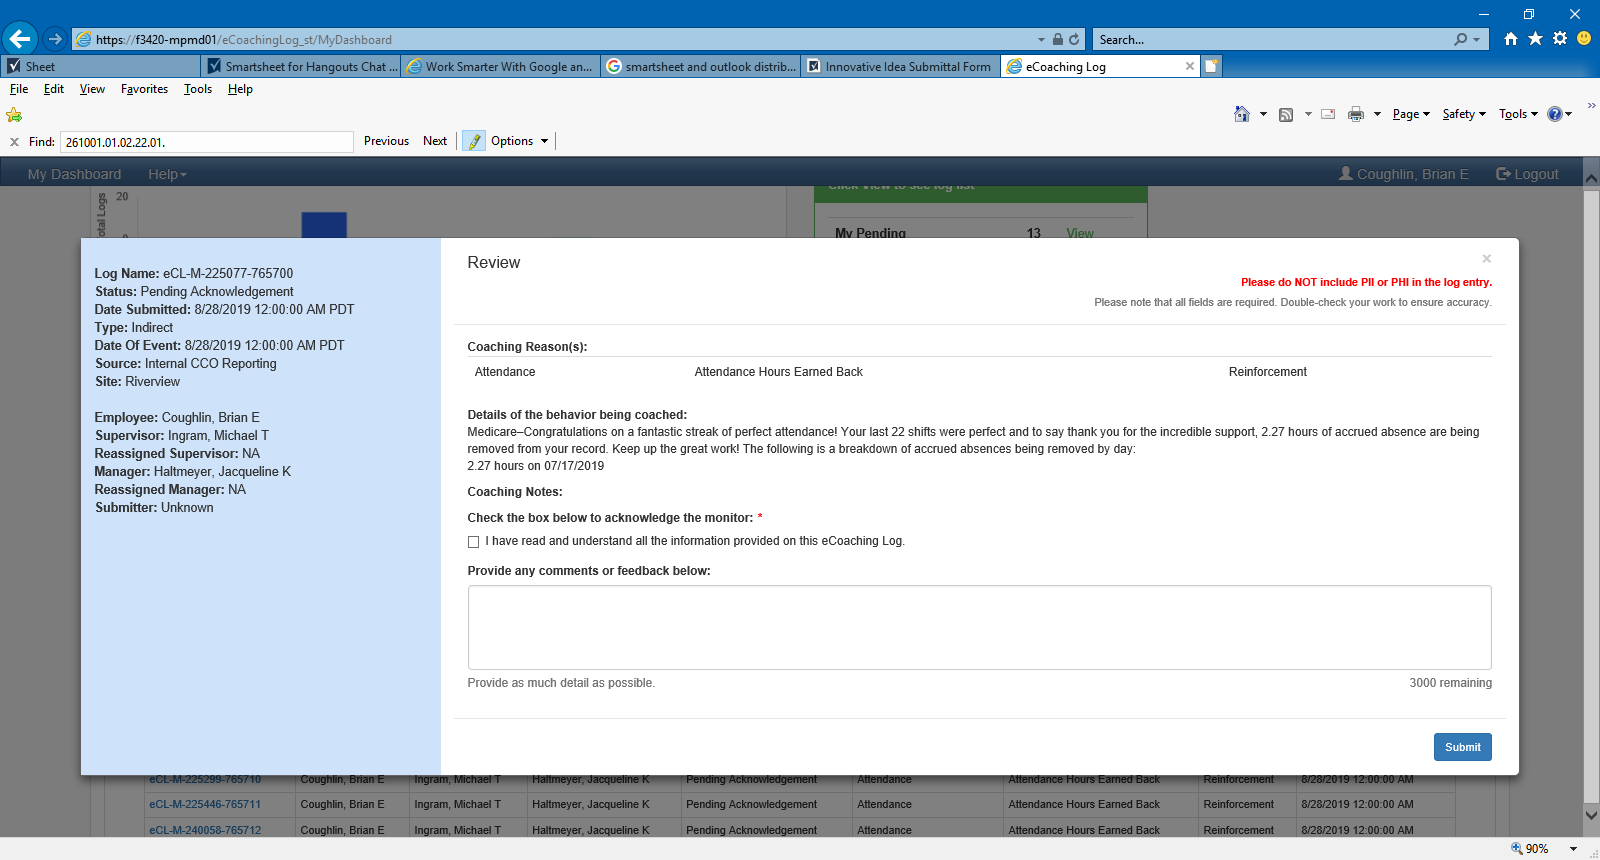 https://f3420-mpmd01/eCoachingLog_st/MyDashboard
Search...
Sheet
Smartsheet for Hangouts Chat ...
Work Smarter With Google an...
smartsheet and outlook distrib...
Innovative Idea Submittal Form
eCoaching Log
File Edit View Favorites Tools Help
Page Safety Tools
Find: 261001.01.02.22.01. Previous Next Options
My Dashboard Help Coughlin, Brian E Logout
Click View to see log list
20
My Pending 13 View
Log Name: eCL-M-225077-765700
Status: Pending Acknowledgement
Date Submitted: 8/28/2019 12:00:00 AM PDT
Type: Indirect
Date Of Event: 8/28/2019 12:00:00 AM PDT
Source: Internal CCO Reporting
Site: Riverview
Employee: Coughlin, Brian E
Supervisor: Ingram, Michael T
Reassigned Supervisor: NA
Manager: Haltmeyer, Jacqueline K
Reassigned Manager: NA
Submitter: Unknown
Review
Please do NOT include PII or PHI in the log entry.
Please note that all fields are required. Double-check your work to ensure accuracy.
Coaching Reason(s):
Attendance Attendance Hours Earned Back Reinforcement
Details of the behavior being coached:
Medicare–Congratulations on a fantastic streak of perfect attendance! Your last 22 shifts were perfect and to say thank you for the incredible support, 2.27 hours of accrued absence are being
removed from your record. Keep up the great work! The following is a breakdown of accrued absences being removed by day:
2.27 hours on 07/17/2019
Coaching Notes:
Check the box below to acknowledge the monitor: *
I have read and understand all the information provided on this eCoaching Log.
Provide any comments or feedback below:
Provide as much detail as possible. 3000 remaining
Submit
eCL-M-225299-765710 Coughlin, Brian E Ingram, Michael T Haltmeyer, Jacqueline K Pending Acknowledgement Attendance Attendance Hours Earned Back Reinforcement 8/28/2019 12:00:00 AM
eCL-M-225446-765711 Coughlin, Brian E Ingram, Michael T Haltmeyer, Jacqueline K Pending Acknowledgement Attendance Attendance Hours Earned Back Reinforcement 8/28/2019 12:00:00 AM
eCL-M-240058-765712 Coughlin, Brian E Ingram, Michael T Haltmeyer, Jacqueline K Pending Acknowledgement Attendance Attendance Hours Earned Back Reinforcement 8/28/2019 12:00:00 AM
90%